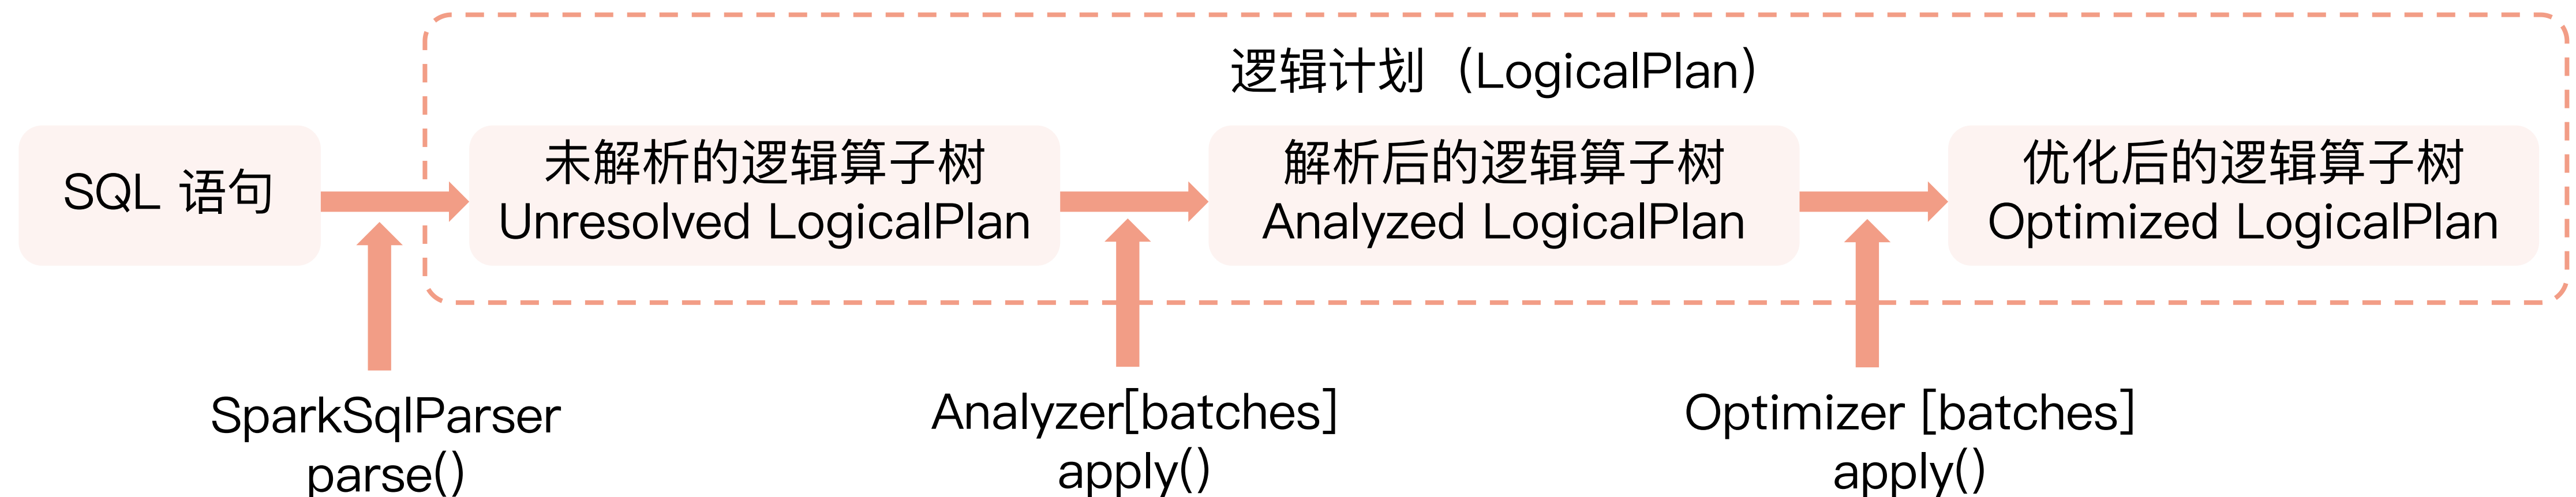 逻辑计划（LogicalPlan）
SQL 语句
未解析的逻辑算子树
Unresolved LogicalPlan
解析后的逻辑算子树
Analyzed LogicalPlan
优化后的逻辑算子树
Optimized LogicalPlan
SparkSqlParser
parse()
Analyzer[batches]
apply()
Optimizer [batches]
apply()